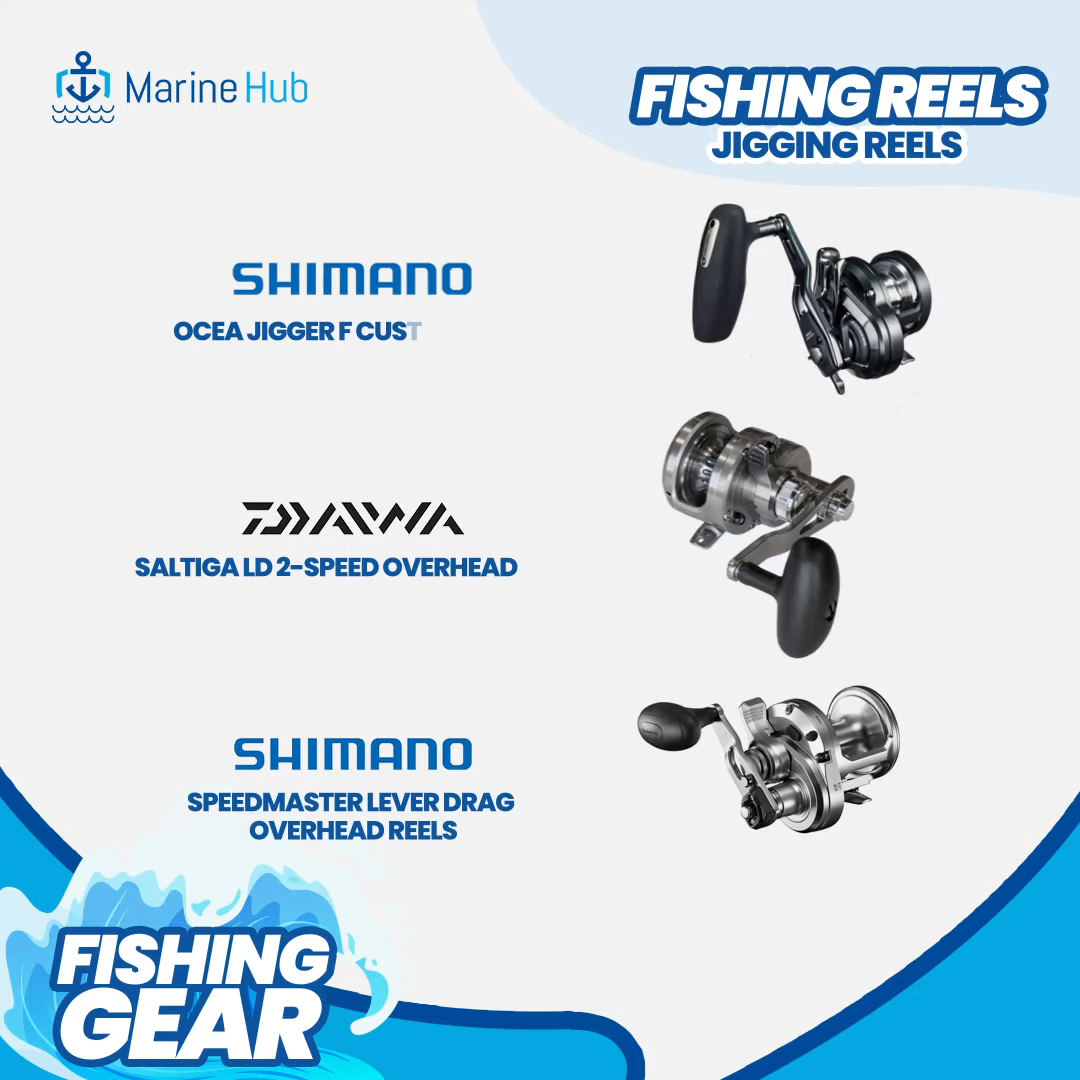 Marine Hub
FISHING REELS
JIGGING REELS
SHIMANO
OCEA JIGGER F CUST
DAIWA
SALTIGA LD 2-SPEED OVERHEAD
SHIMANO
SPEEDMASTER LEVER DRAG
OVERHEAD REELS
FISHING
GEAR